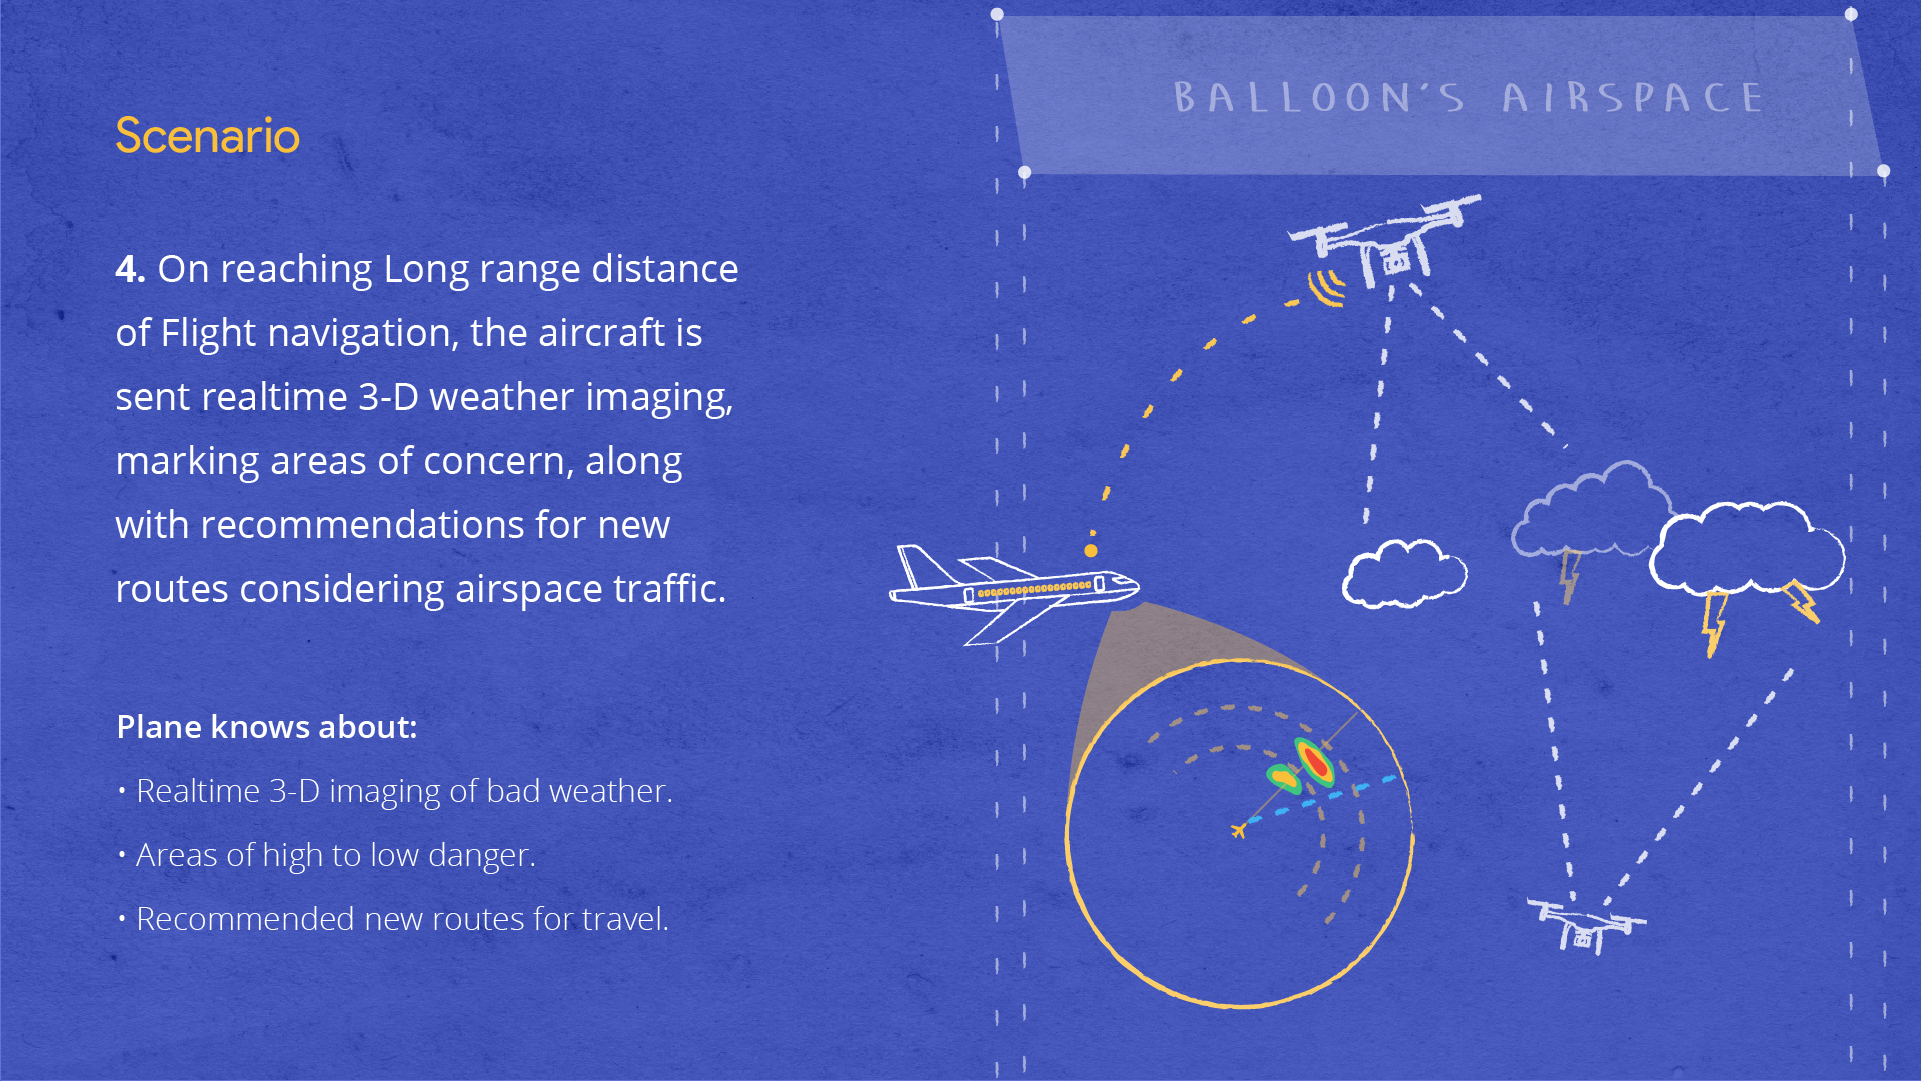 BALLOON'S AIRSPACE
Scenario
4. On reaching Long range distance
of Flight navigation, the aircraft is
sent realtime 3-D weather imaging,
marking areas of concern, along
with recommendations for new
routes considering airspace traffic.
Plane knows about:
• Realtime 3-D imaging of bad weather.
• Areas of high to low danger.
• Recommended new routes for travel.